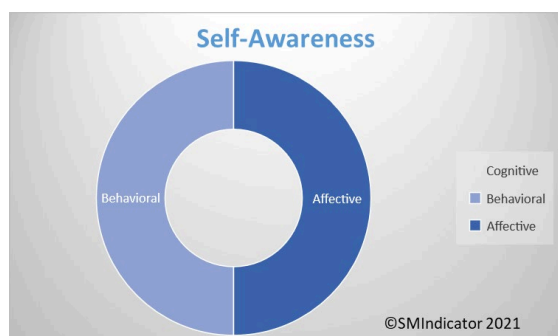 Self-Awareness
Behavioral
Affective
Cognitive
Behavioral
Affective
©SMIndicator 2021